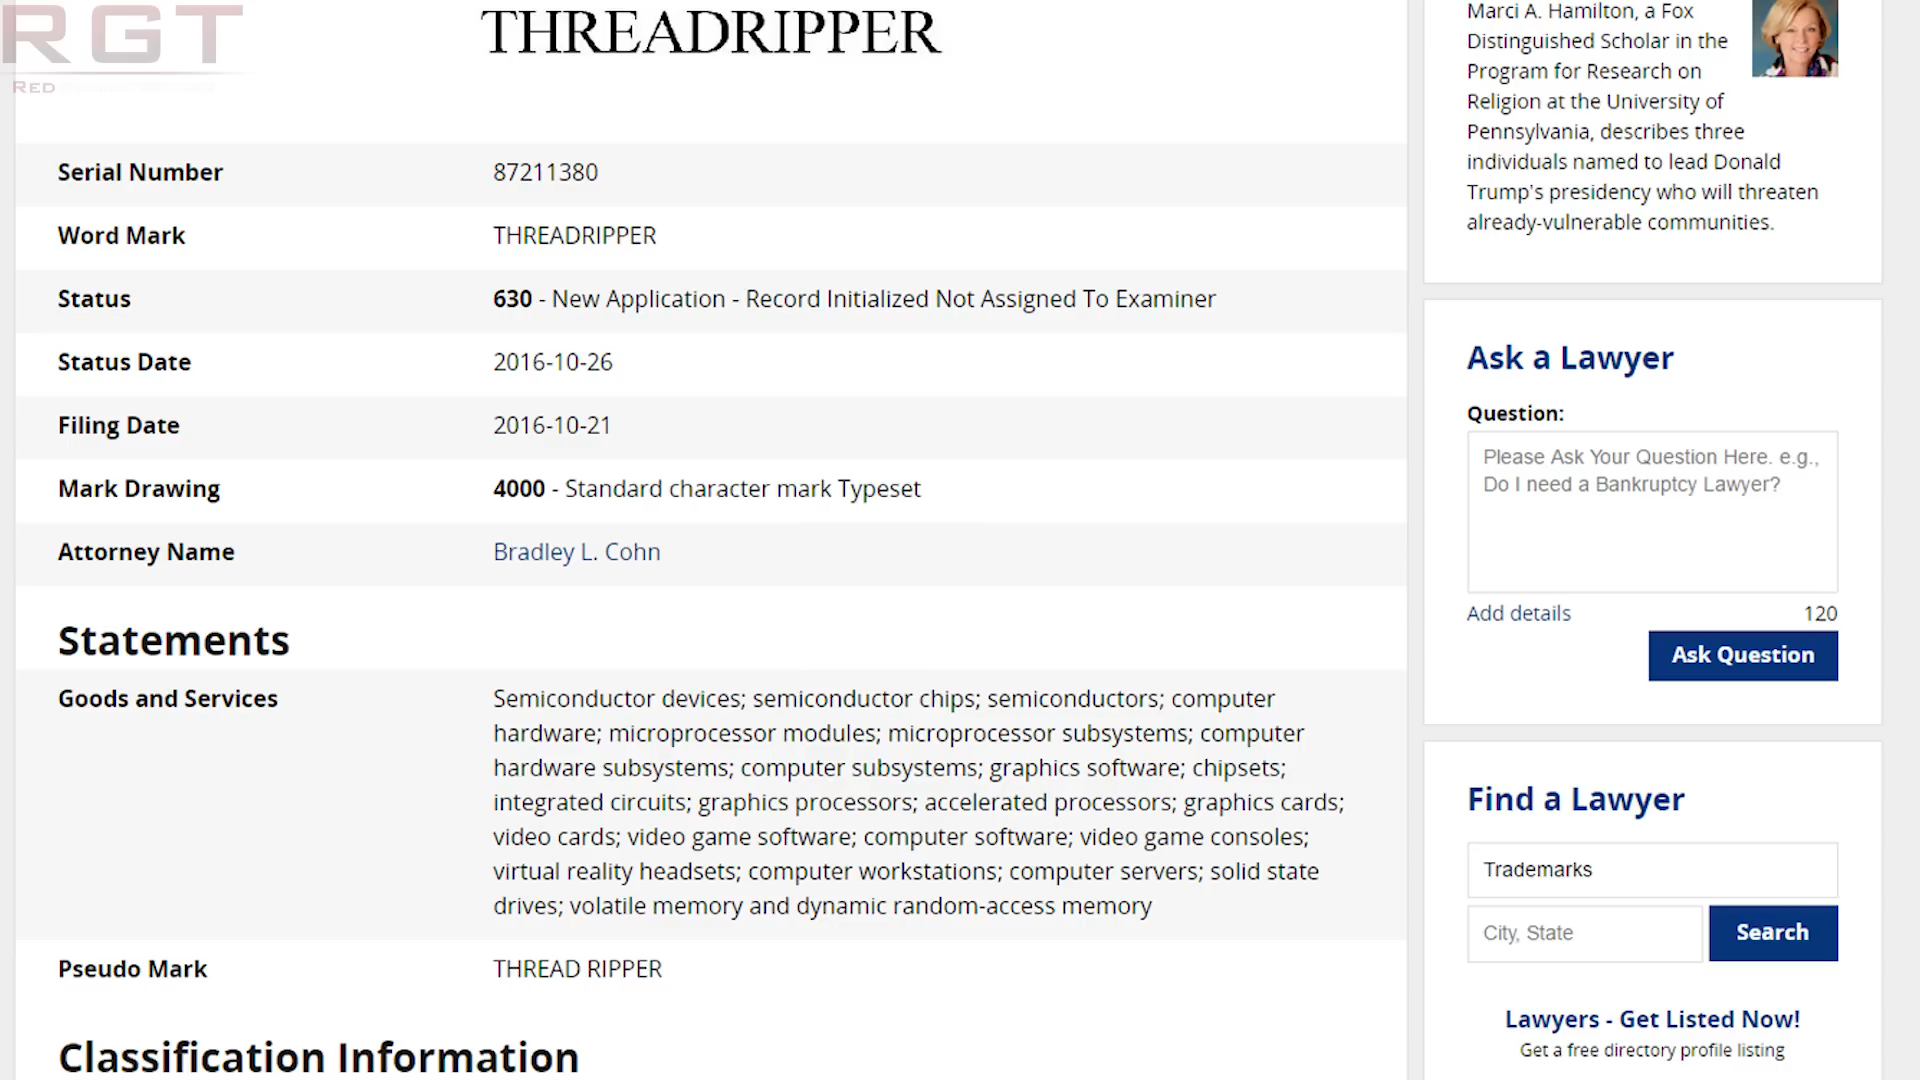 RGT
RED
THREADRIPPER
Serial Number 87211380
Word Mark THREADRIPPER
Status 630 - New Application - Record Initialized Not Assigned To Examiner
Status Date 2016-10-26
Filing Date 2016-10-21
Mark Drawing 4000 - Standard character mark Typeset
Attorney Name Bradley L. Cohn
Statements
Goods and Services Semiconductor devices; semiconductor chips; semiconductors; computer
hardware; microprocessor modules; microprocessor subsystems; computer
hardware subsystems; computer subsystems; graphics software; chipsets;
integrated circuits; graphics processors; accelerated processors; graphics cards;
video cards; video game software; computer software; video game consoles;
virtual reality headsets; computer workstations; computer servers; solid state
drives; volatile memory and dynamic random-access memory
Pseudo Mark THREAD RIPPER
Classification Information
Marci A. Hamilton, a Fox
Distinguished Scholar in the
Program for Research on
Religion at the University of
Pennsylvania, describes three
individuals named to lead Donald
Trump's presidency who will threaten
already-vulnerable communities.
Ask a Lawyer
Question:
Please Ask Your Question Here. e.g.,
Do I need a Bankruptcy Lawyer?
Add details 120
Ask Question
Find a Lawyer
Trademarks
City, State Search
Lawyers - Get Listed Now!
Get a free directory profile listing